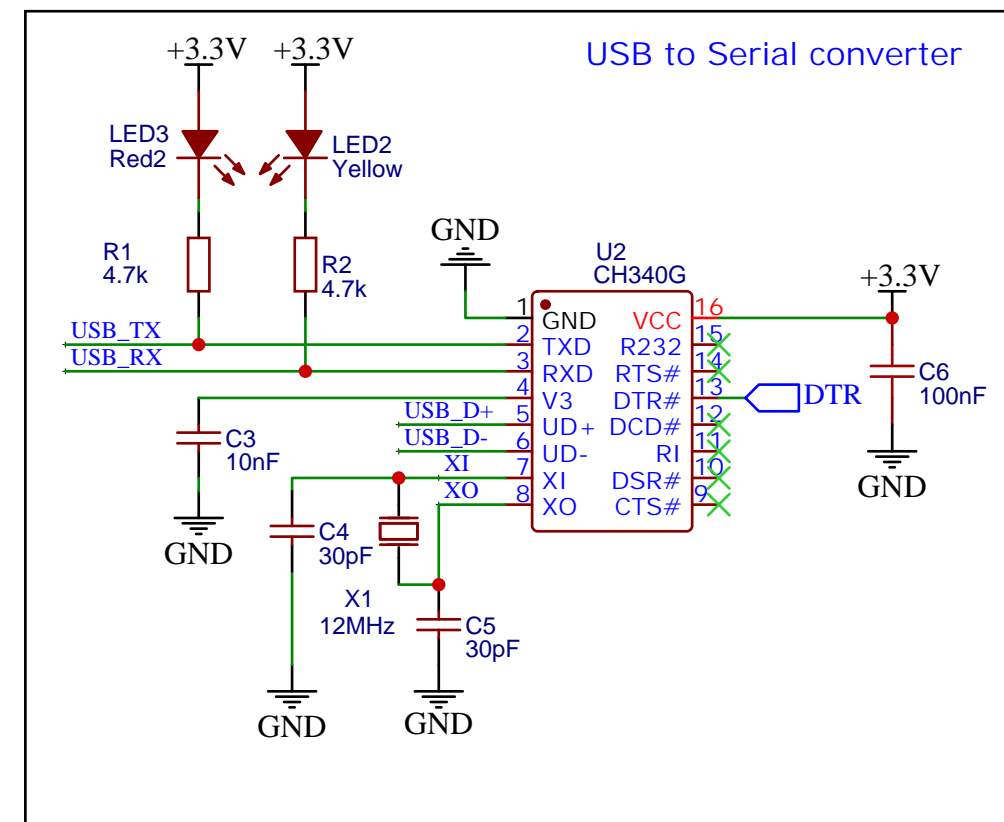 USB to Serial converter
+3.3V +3.3V
LED3
Red2
LED2
Yellow
R1
4.7k
R2
4.7k
GND
U2
CH340G
+3.3V
USB_TX
USB_RX
1 GND VCC 16
2 TXD R232 15
3 RXD RTS# 14
4 V3 DTR# 13
5 UD+ DCD# 12
6 UD- RI 11
7 XI DSR# 10
8 XO CTS# 9
DTR
C6
100nF
GND
USB_D+
USB_D-
XI
XO
C3
10nF
GND
C4
30pF
X1
12MHz
C5
30pF
GND
GND